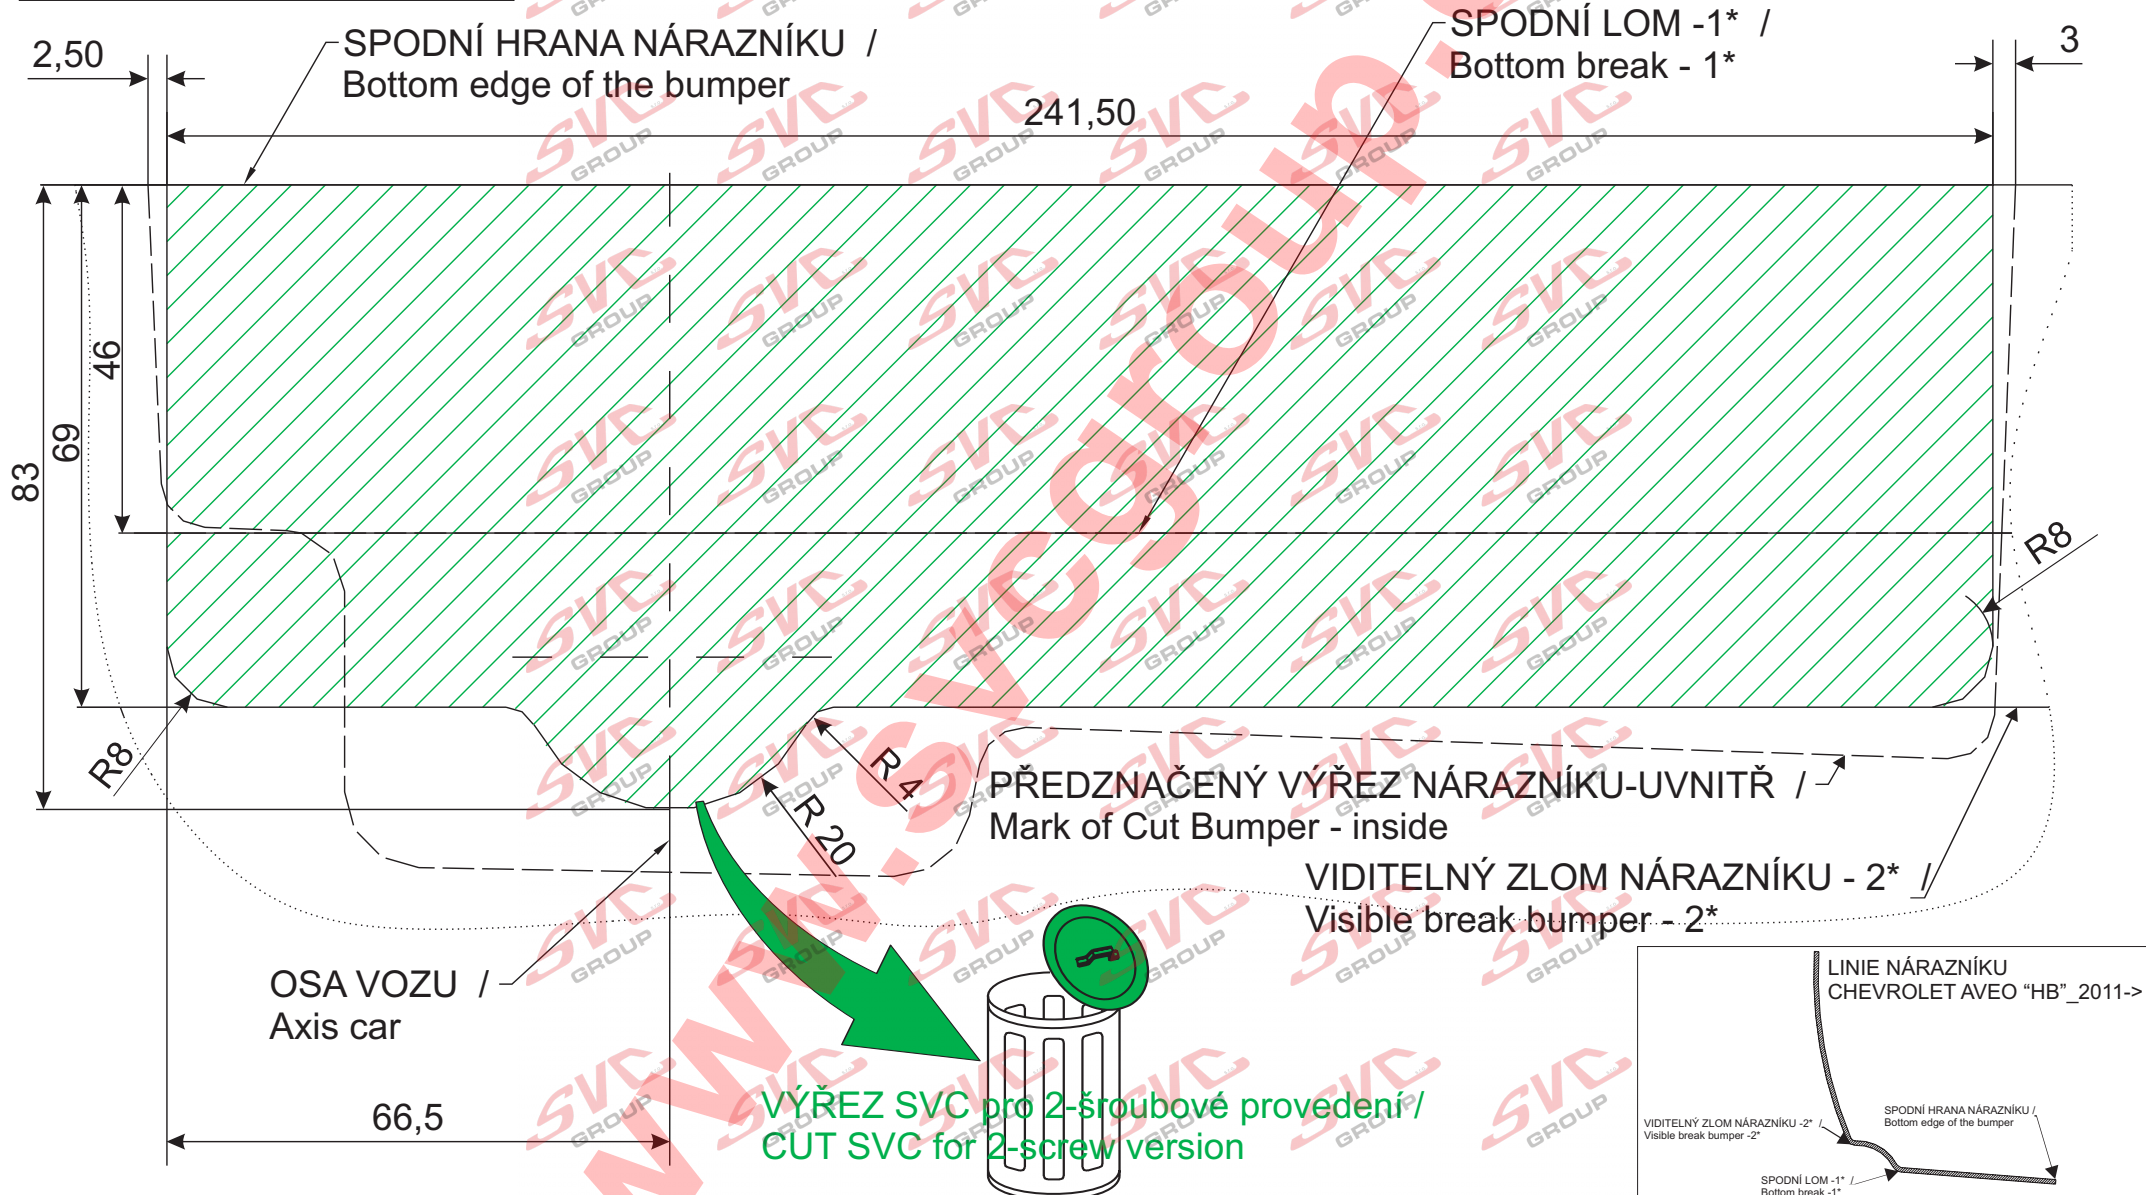 2,50
SPODNÍ HRANA NÁRAZNÍKU /
Bottom edge of the bumper
SPODNÍ LOM -1* /
Bottom break - 1*
3
241,50
46
69
83
R8
R8
R 4
R 20
PŘEDZNAČENÝ VÝŘEZ NÁRAZNÍKU-UVNITŘ /
Mark of Cut Bumper - inside
VIDITELNÝ ZLOM NÁRAZNÍKU - 2* /
Visible break bumper - 2*
OSA VOZU /
Axis car
66,5
VÝŘEZ SVC pro 2-šroubové provedení /
CUT SVC for 2-screw version
LINIE NÁRAZNÍKU
CHEVROLET AVEO “HB”_2011->
VIDITELNÝ ZLOM NÁRAZNÍKU -2* /
Visible break bumper -2*
SPODNÍ HRANA NÁRAZNÍKU /
Bottom edge of the bumper
SPODNÍ LOM -1* /
Bottom break -1*
www.svcgroup.
SVC GROUP